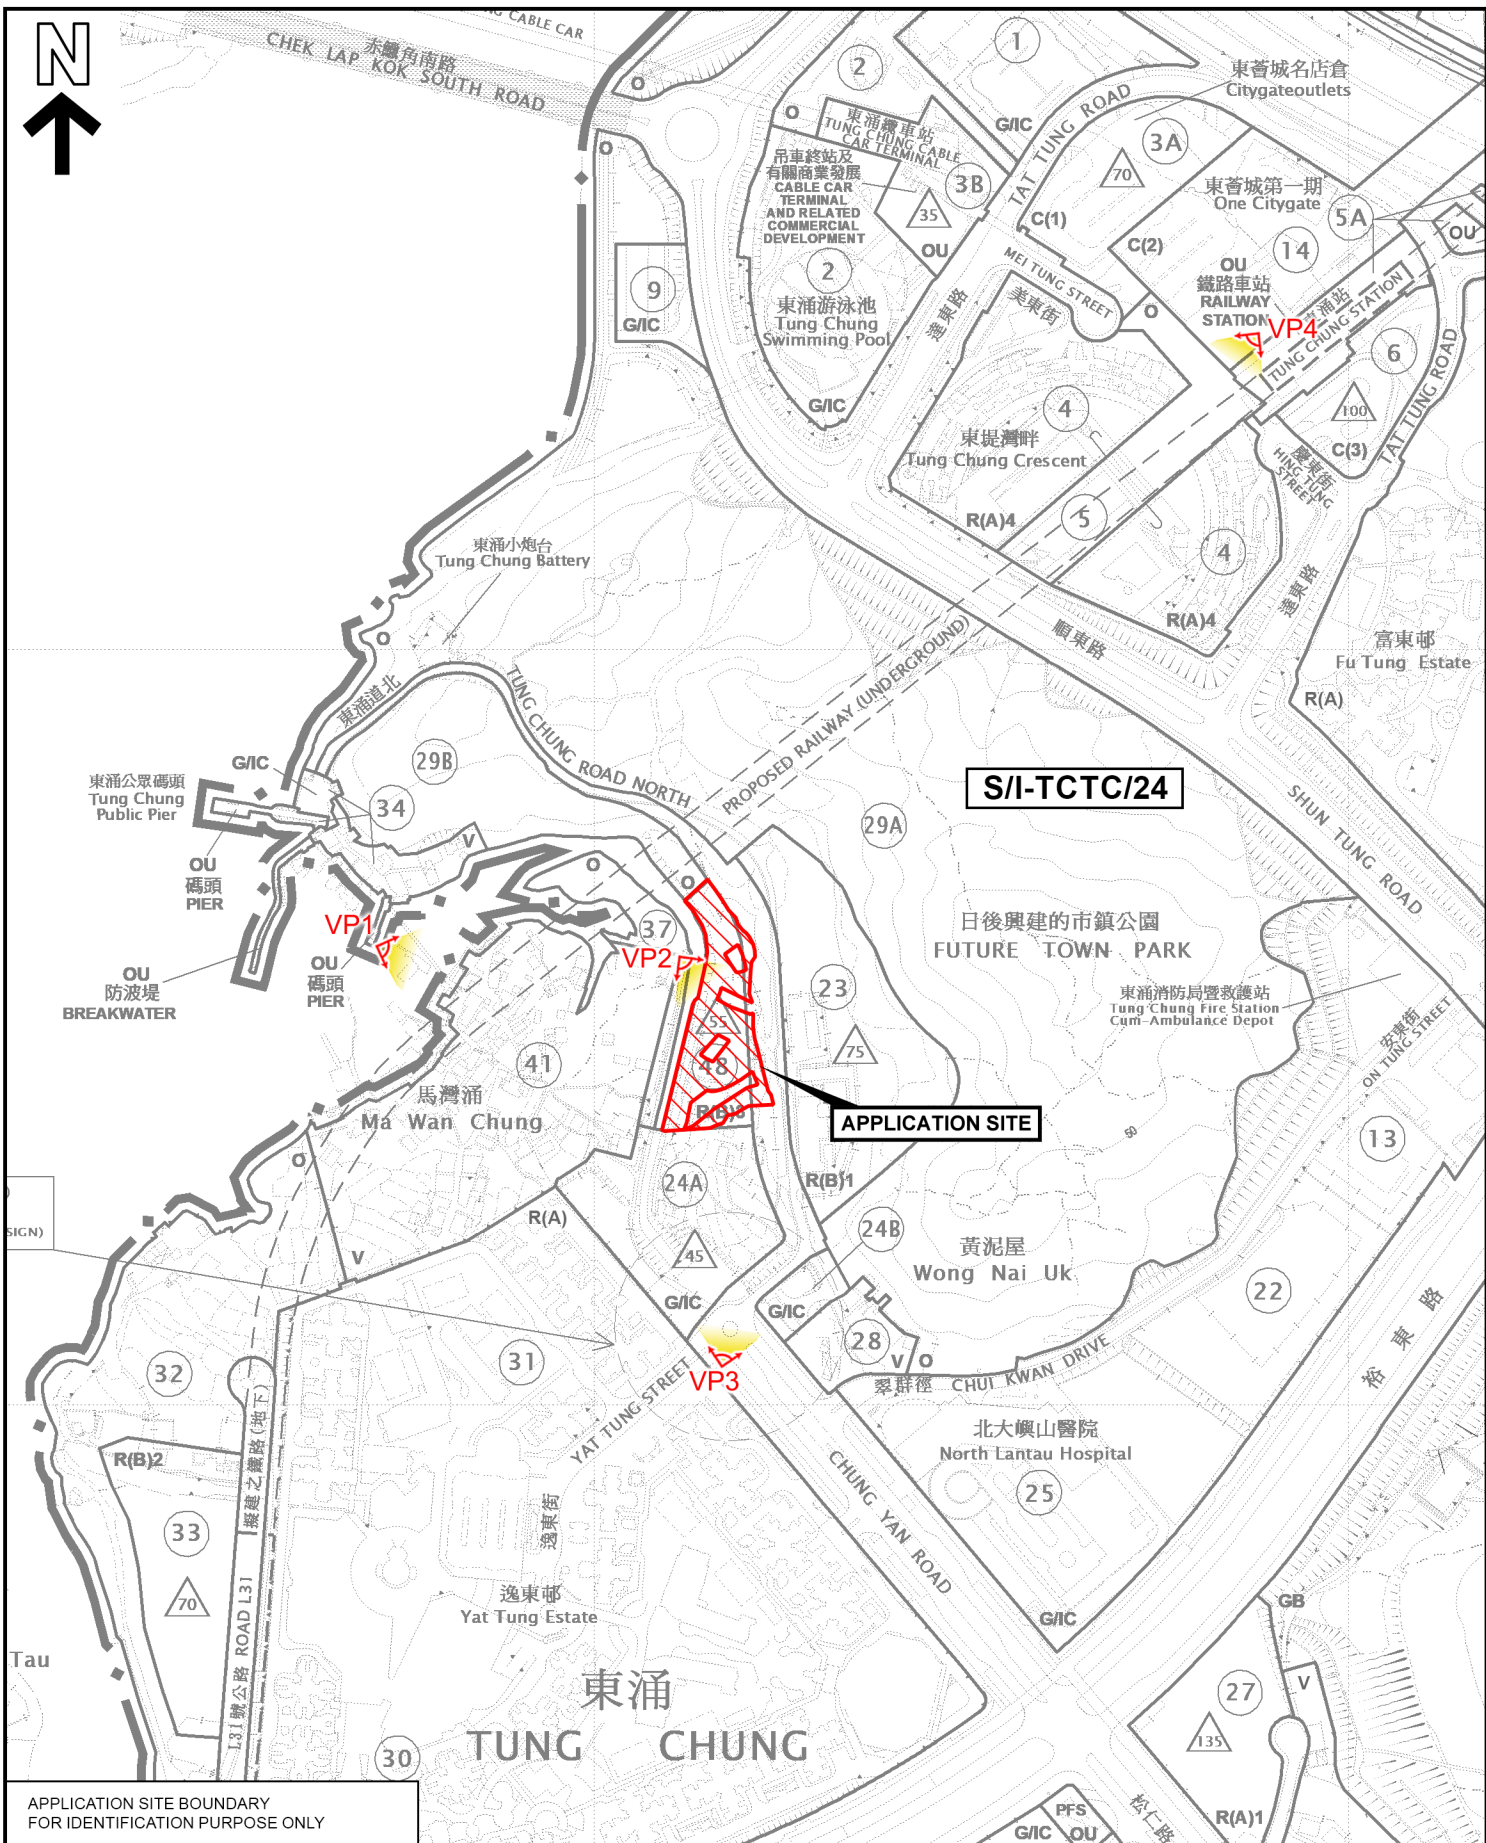 N
CABLE CAR
赤鱲角南路
CHEK LAP KOK SOUTH ROAD
O
2
O
1
G/IC
東涌纜車站
TUNG CHUNG CABLE
CAR TERMINAL
吊車終站及
有關商業發展
CABLE CAR
TERMINAL
AND RELATED
COMMERCIAL
DEVELOPMENT
3B
35
OU
TAT TUNG ROAD
東薈城名店倉
Citygateoutlets
3A
70
東薈城第一期
One Citygate
5A
OU
C(1)
C(2)
14
OU
鐵路車站
RAILWAY
STATION
東涌站
TUNG CHUNG STATION
VP4
O
9
G/IC
2
東涌游泳池
Tung Chung
Swimming Pool
G/IC
達東路
MEI TUNG STREET
美東街
O
6
100
C(3)
TAT TUNG ROAD
慶東街
HING TUNG
STREET
4
東堤灣畔
Tung Chung Crescent
R(A)4
5
4
R(A)4
達東路
富東邨
Fu Tung Estate
R(A)
東涌小炮台
Tung Chung Battery
O
順東路
SHUN TUNG ROAD
東涌道北
TUNG CHUNG ROAD NORTH
PROPOSED RAILWAY (UNDERGROUND)
S/I-TCTC/24
29B
29A
G/IC
34
東涌公眾碼頭
Tung Chung
Public Pier
OU
碼頭
PIER
V
O
O
OU
防波堤
BREAKWATER
VP1
OU
碼頭
PIER
37
VP2
日後興建的市鎮公園
FUTURE TOWN PARK
23
75
東涌消防局暨救護站
Tung Chung Fire Station
Cum-Ambulance Depot
安東街
ON TUNG STREET
55
48
R(B)3
41
馬灣涌
Ma Wan Chung
APPLICATION SITE
50
13
O
24A
R(B)1
R(A)
45
24B
黃泥屋
Wong Nai Uk
SIGN)
V
G/IC
G/IC
22
裕東路
28
V
O
翠群徑
CHUI KWAN DRIVE
VP3
31
32
YAT TUNG STREET
逸東街
北大嶼山醫院
North Lantau Hospital
25
CHUNG YAN ROAD
R(B)2
33
70
擬建之鐵路(地下)
L31號公路 ROAD L31
逸東邨
Yat Tung Estate
G/IC
GB
Tau
東涌
TUNG CHUNG
30
27
V
135
松仁路
R(A)1
PFS
G/IC
OU
APPLICATION SITE BOUNDARY
FOR IDENTIFICATION PURPOSE ONLY